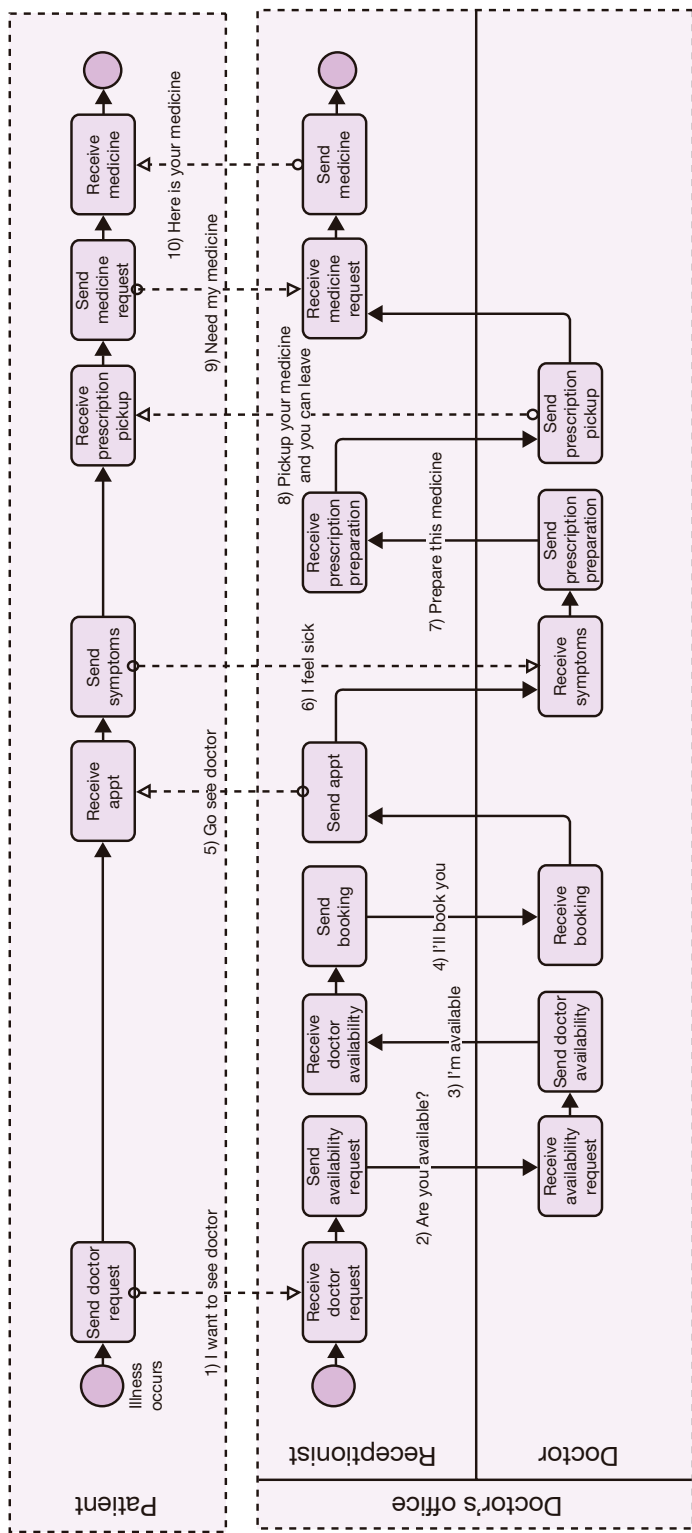 Patient
Illness
occurs
Send doctor
request
Receive
appt
Send
symptoms
Receive
prescription
pickup
Send
medicine
request
Receive
medicine
1) I want to see doctor
5) Go see doctor
6) I feel sick
8) Pickup your medicine
and you can leave
9) Need my medicine
10) Here is your medicine
Doctor's office
Receptionist
Receive
doctor
request
Send
availability
request
Receive
doctor
availability
Send
booking
Send appt
Receive
prescription
preparation
Receive
medicine
request
Send
medicine
2) Are you available?
3) I'm available
4) I'll book you
7) Prepare this medicine
Doctor
Receive
availability
request
Send doctor
availability
Receive
booking
Receive
symptoms
Send
prescription
preparation
Send
prescription
pickup